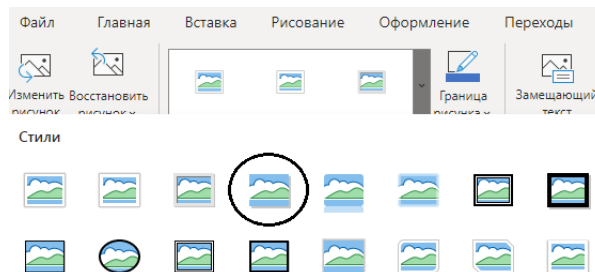 Файл Главная Вставка Рисование Оформление Переходы
Изменить Восстановить Граница Замещающий
рисунок рисунок рисунка текст
Стили